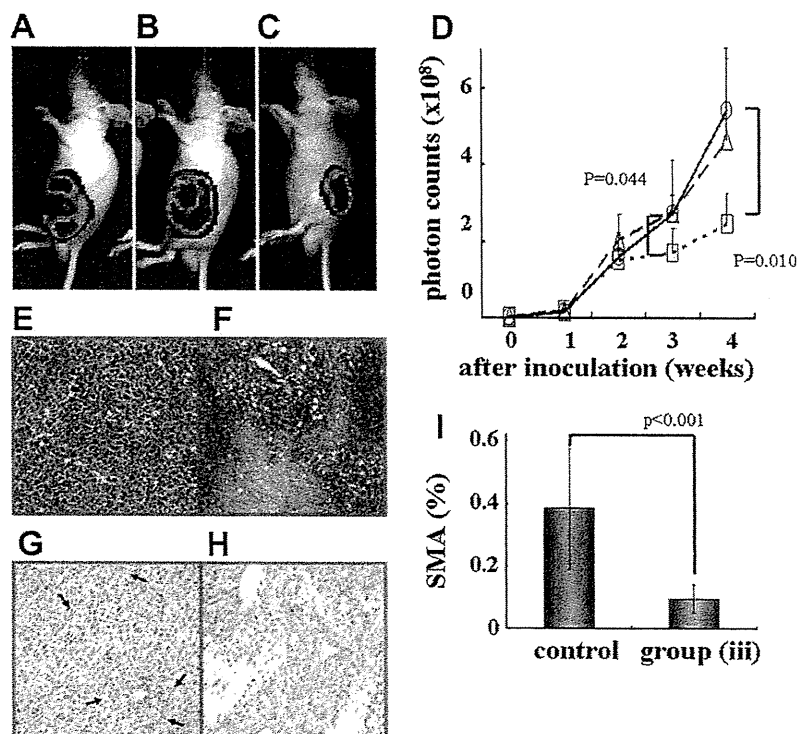 A B C D
photon counts (x10⁸)
6
4
2
0
P=0.044
P=0.010
0 1 2 3 4
after inoculation (weeks)
E F
G H
I
p<0.001
SMA (%)
0.6
0.4
0.2
0
control group (iii)